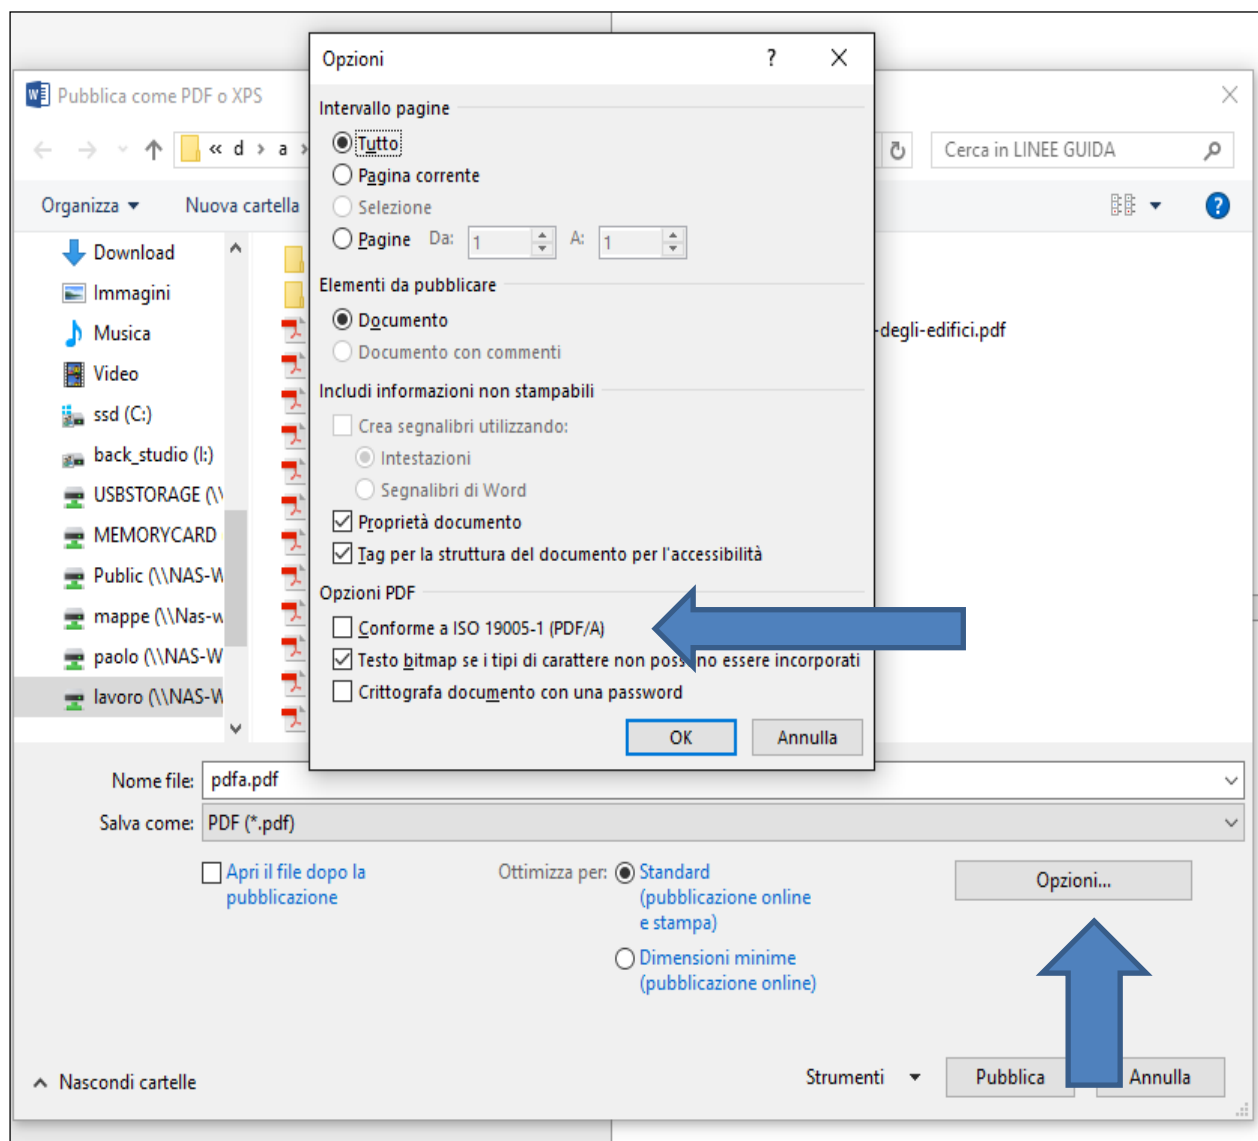 Opzioni
?
Pubblica come PDF o XPS
Intervallo pagine
« d › a ›
Tutto
Cerca in LINEE GUIDA
Pagina corrente
Organizza
Nuova cartella
Selezione
?
Pagine Da: 1 A: 1
Download
Elementi da pubblicare
Immagini
Documento
Musica
-degli-edifici.pdf
Documento con commenti
Video
Includi informazioni non stampabili
ssd (C:)
Crea segnalibri utilizzando:
back_studio (I:)
Intestazioni
USBSTORAGE (\\
Segnalibri di Word
MEMORYCARD
Proprietà documento
Tag per la struttura del documento per l'accessibilità
Public (\\NAS-W
Opzioni PDF
mappe (\\Nas-w
Conforme a ISO 19005-1 (PDF/A)
paolo (\\NAS-W
Testo bitmap se i tipi di carattere non possono essere incorporati
lavoro (\\NAS-W
Crittografa documento con una password
OK
Annulla
Nome file: pdfa.pdf
Salva come: PDF (*.pdf)
Apri il file dopo la
pubblicazione
Ottimizza per: Standard
(pubblicazione online
e stampa)
Dimensioni minime
(pubblicazione online)
Opzioni...
Nascondi cartelle
Strumenti
Pubblica
Annulla